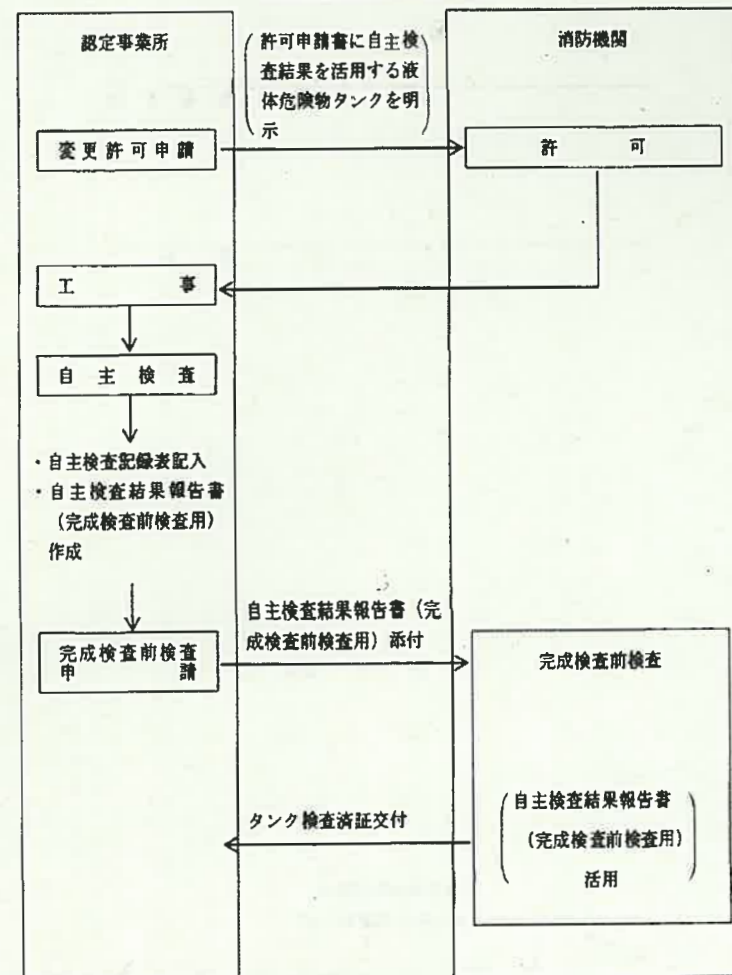 認定事業所
許可申請書に自主検
査結果を活用する液
体危険物タンクを明
示
消防機関
変更許可申請
許可
工事
自主検査
・自主検査記録表記入
・自主検査結果報告書
(完成検査前検査用)
作成
自主検査結果報告書(完
成検査前検査用)添付
完成検査前検査
申請
完成検査前検査
タンク検査済証交付
自主検査結果報告書
(完成検査前検査用)
活用